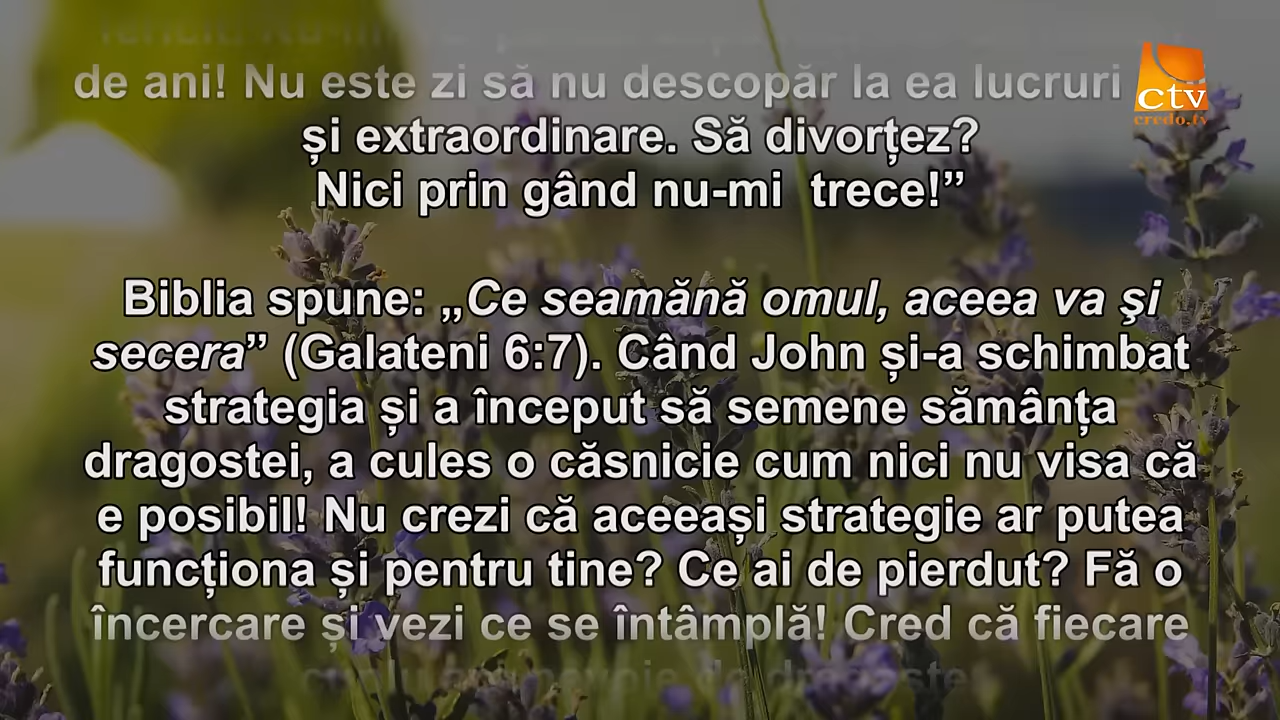 de ani! Nu este zi să nu descopăr la ea lucruri
și extraordinare. Să divorțez?
Nici prin gând nu-mi  trece!”
Biblia spune: „Ce seamănă omul, aceea va şi
secera” (Galateni 6:7). Când John și-a schimbat
strategia și a început să semene sămânța
dragostei, a cules o căsnicie cum nici nu visa că
e posibil! Nu crezi că aceeași strategie ar putea
funcționa și pentru tine? Ce ai de pierdut? Fă o
încercare și vezi ce se întâmplă! Cred că fiecare
de dragoste
ctv
credo.tv